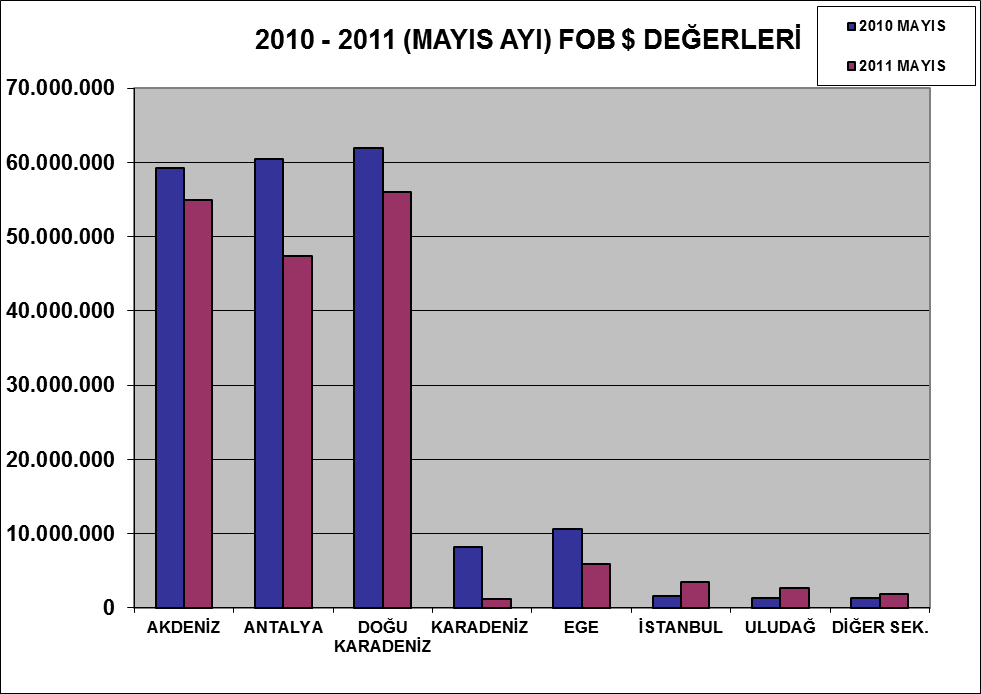 2010 - 2011 (MAYIS AYI) FOB $ DEĞERLERİ
2010 MAYIS
2011 MAYIS
70.000.000
60.000.000
50.000.000
40.000.000
30.000.000
20.000.000
10.000.000
0
AKDENİZ ANTALYA DOĞU KARADENİZ EGE İSTANBUL ULUDAĞ DİĞER SEK.
KARADENİZ